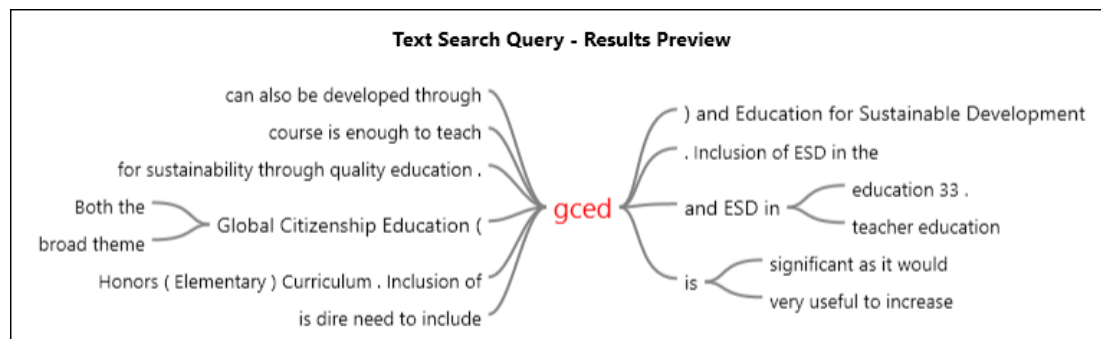 Text Search Query - Results Preview
can also be developed through
course is enough to teach
for sustainability through quality education .
Both the
broad theme
Global Citizenship Education (
Honors ( Elementary ) Curriculum . Inclusion of
is dire need to include
gced
) and Education for Sustainable Development
. Inclusion of ESD in the
and ESD in
education 33 .
teacher education
is
significant as it would
very useful to increase